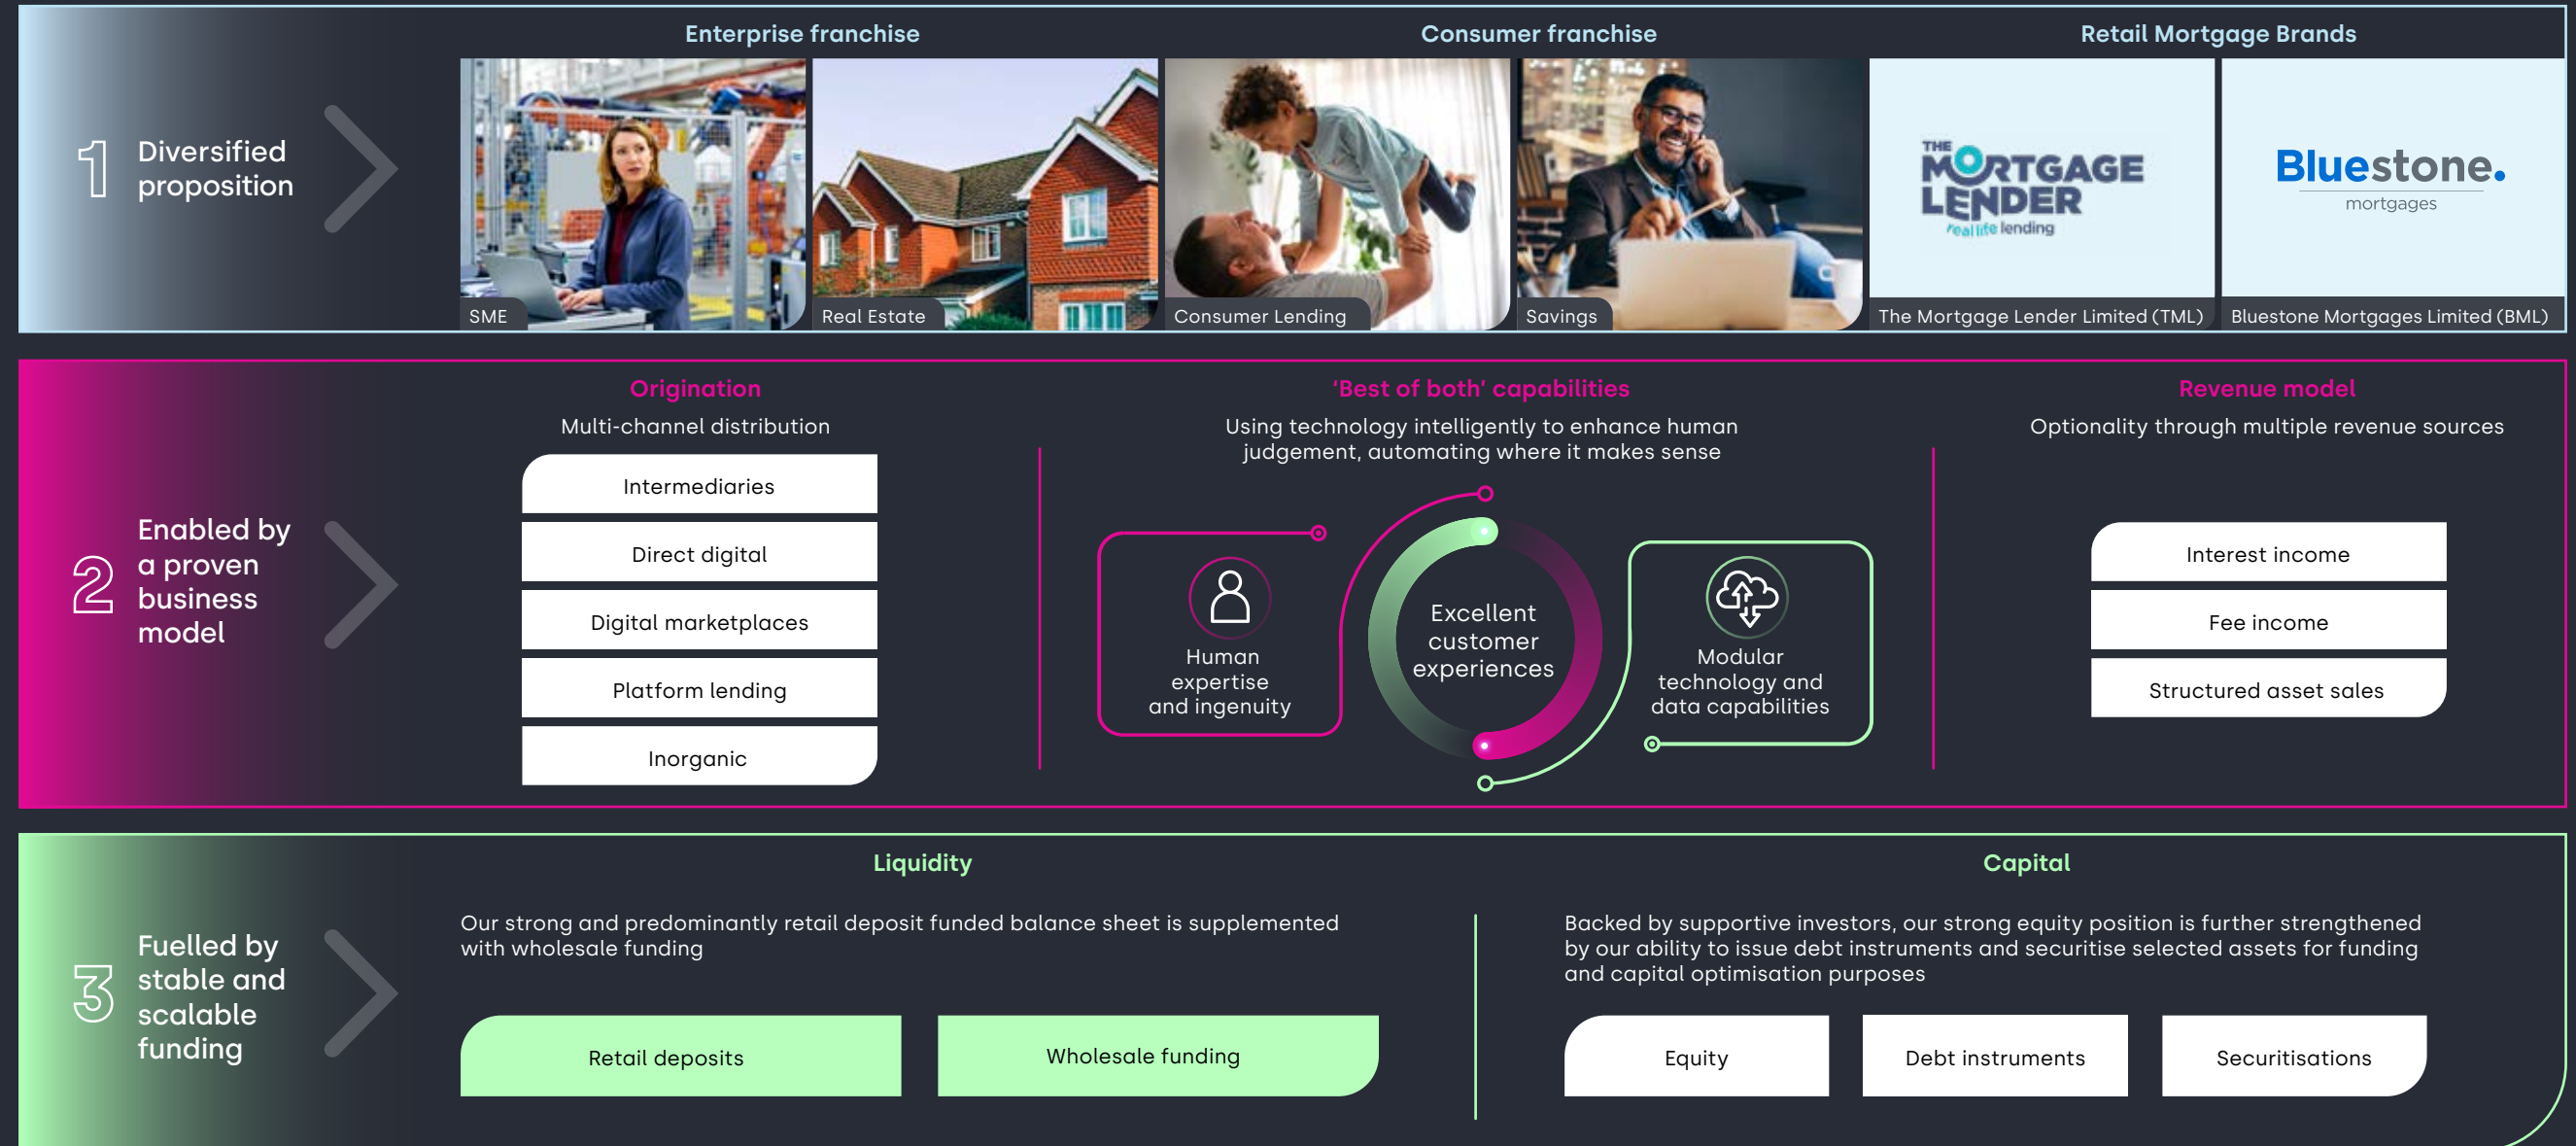 Enterprise franchise
Consumer franchise
Retail Mortgage Brands
1
Diversified
proposition
SME
Real Estate
Consumer Lending
Savings
THE
MORTGAGE
LENDER
real life lending
The Mortgage Lender Limited (TML)
Bluestone.
mortgages
Bluestone Mortgages Limited (BML)
2
Enabled by
a proven
business
model
Origination
Multi-channel distribution
Intermediaries
Direct digital
Digital marketplaces
Platform lending
Inorganic
‘Best of both’ capabilities
Using technology intelligently to enhance human
judgement, automating where it makes sense
Human
expertise
and ingenuity
Excellent
customer
experiences
Modular
technology and
data capabilities
Revenue model
Optionality through multiple revenue sources
Interest income
Fee income
Structured asset sales
3
Fuelled by
stable and
scalable
funding
Liquidity
Our strong and predominantly retail deposit funded balance sheet is supplemented
with wholesale funding
Retail deposits
Wholesale funding
Capital
Backed by supportive investors, our strong equity position is further strengthened
by our ability to issue debt instruments and securitise selected assets for funding
and capital optimisation purposes
Equity
Debt instruments
Securitisations